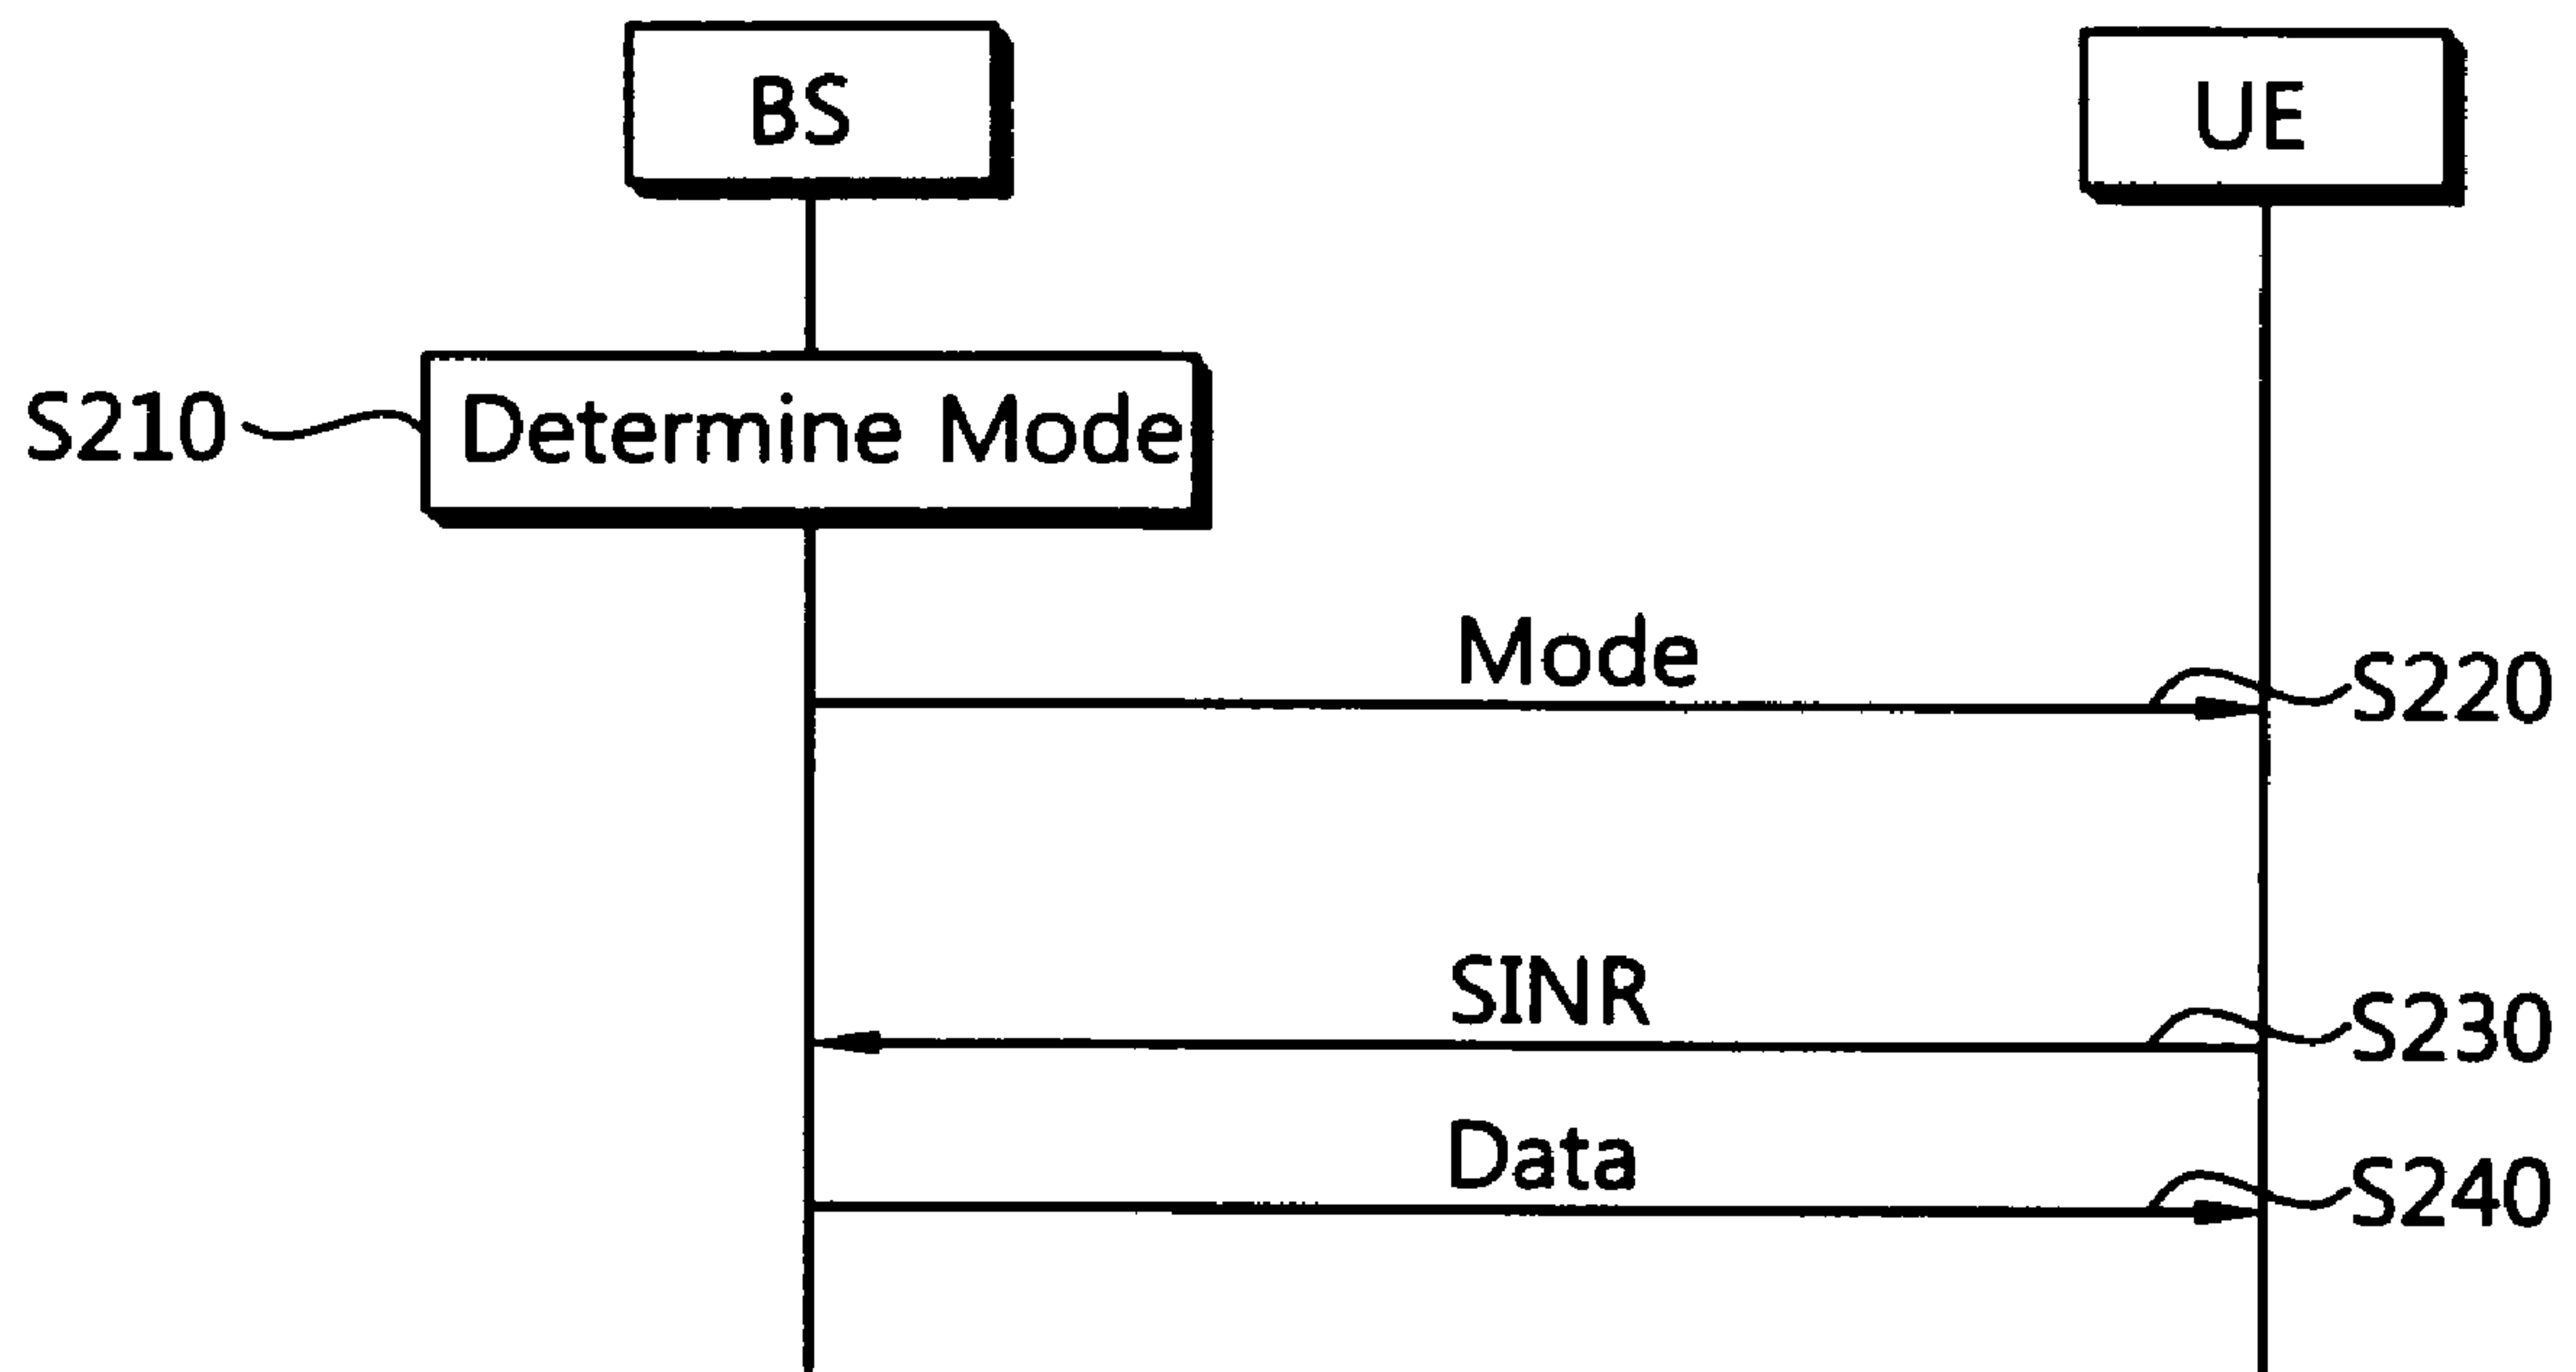 BS
UE
S210
Determine Mode
Mode
S220
SINR
S230
Data
S240